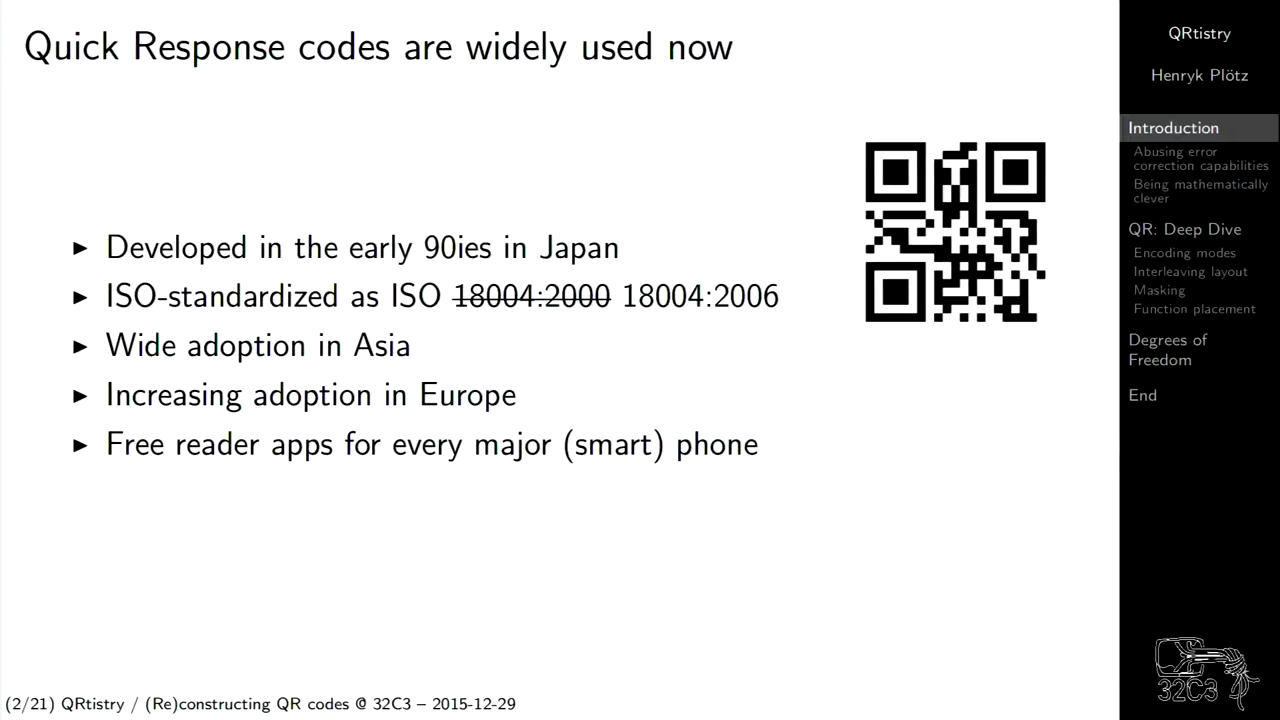 Quick Response codes are widely used now
▶ Developed in the early 90ies in Japan
▶ ISO-standardized as ISO 18004:2000 18004:2006
▶ Wide adoption in Asia
▶ Increasing adoption in Europe
▶ Free reader apps for every major (smart) phone
(2/21) QRtistry / (Re)constructing QR codes @ 32C3 – 2015-12-29
QRtistry
Henryk Plötz
Introduction
Abusing error
correction capabilities
Being mathematically
clever
QR: Deep Dive
Encoding modes
Interleaving layout
Masking
Function placement
Degrees of
Freedom
End
32C3